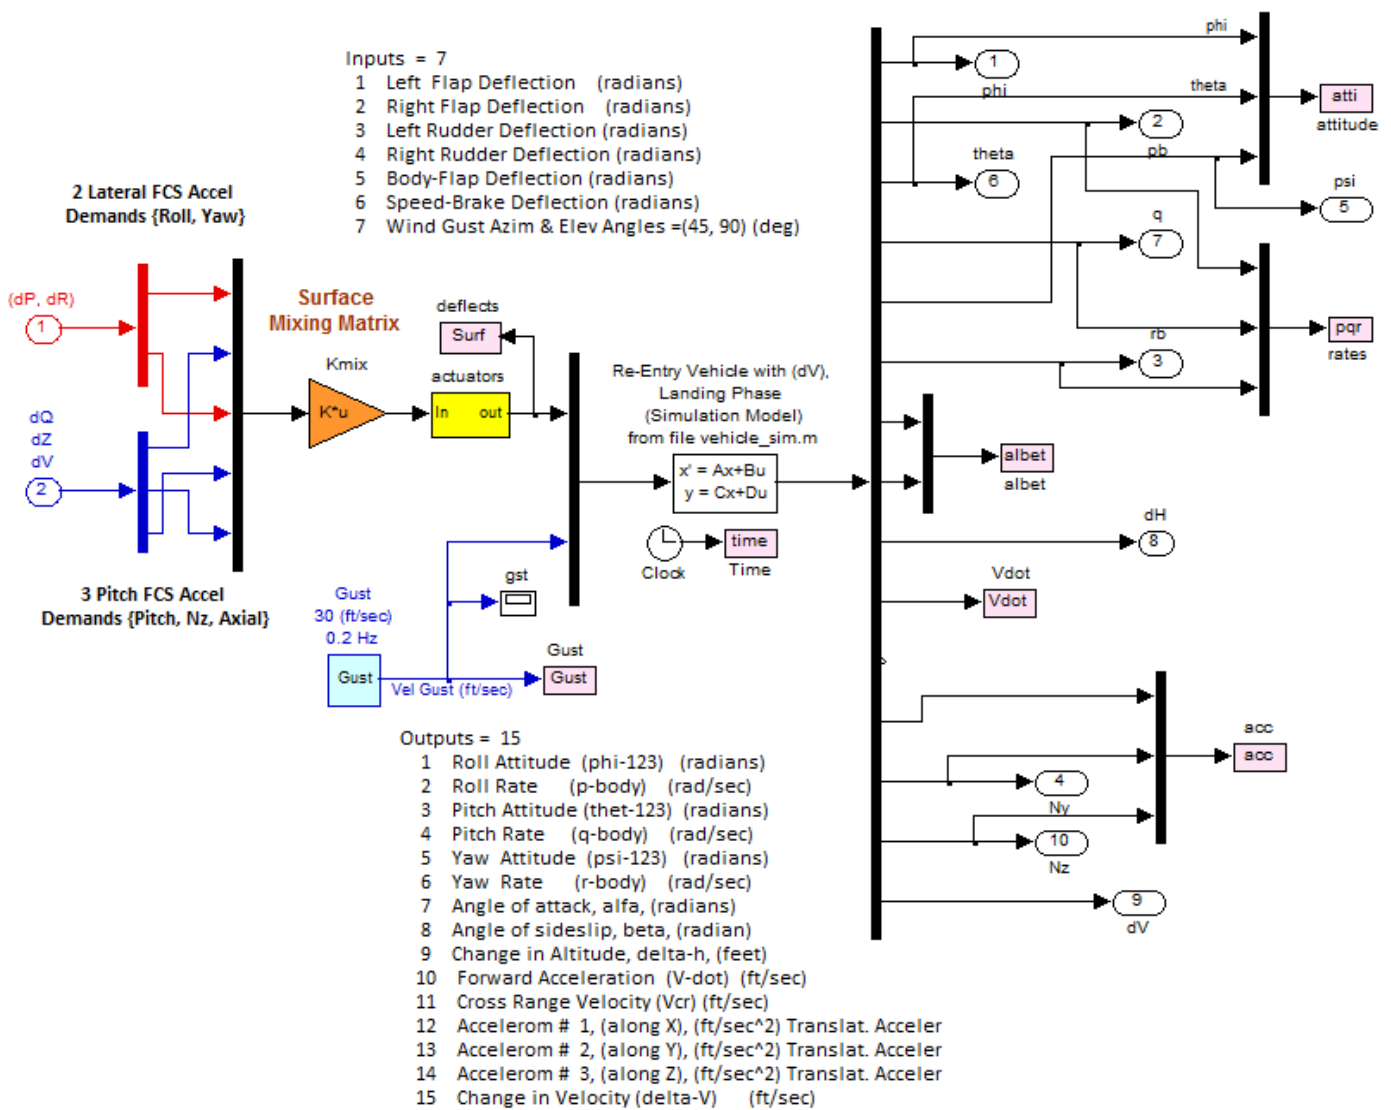 Inputs = 7
1 Left Flap Deflection (radians)
2 Right Flap Deflection (radians)
3 Left Rudder Deflection (radians)
4 Right Rudder Deflection (radians)
5 Body-Flap Deflection (radians)
6 Speed-Brake Deflection (radians)
7 Wind Gust Azim & Elev Angles =(45, 90) (deg)
2 Lateral FCS Accel
Demands {Roll, Yaw}
(dP, dR)
1
dQ
dZ
dV
2
3 Pitch FCS Accel
Demands {Pitch, Nz, Axial}
Surface
Mixing Matrix
Kmix
K*u
deflects
Surf
actuators
In out
Gust
30 (ft/sec)
0.2 Hz
Gust
Vel Gust (ft/sec)
gst
Gust
Gust
Re-Entry Vehicle with (dV),
Landing Phase
(Simulation Model)
from file vehicle_sim.m
x' = Ax+Bu
y = Cx+Du
Clock
time
Time
phi
1
phi
theta
2
pb
theta
6
atti
attitude
psi
5
q
7
rb
3
pqr
rates
albet
albet
dH
8
Vdot
Vdot
acc
acc
4
Ny
10
Nz
9
dV
Outputs = 15
1 Roll Attitude (phi-123) (radians)
2 Roll Rate (p-body) (rad/sec)
3 Pitch Attitude (thet-123) (radians)
4 Pitch Rate (q-body) (rad/sec)
5 Yaw Attitude (psi-123) (radians)
6 Yaw Rate (r-body) (rad/sec)
7 Angle of attack, alfa, (radians)
8 Angle of sideslip, beta, (radian)
9 Change in Altitude, delta-h, (feet)
10 Forward Acceleration (V-dot) (ft/sec)
11 Cross Range Velocity (Vcr) (ft/sec)
12 Accelerom # 1, (along X), (ft/sec^2) Translat. Acceler
13 Accelerom # 2, (along Y), (ft/sec^2) Translat. Acceler
14 Accelerom # 3, (along Z), (ft/sec^2) Translat. Acceler
15 Change in Velocity (delta-V) (ft/sec)